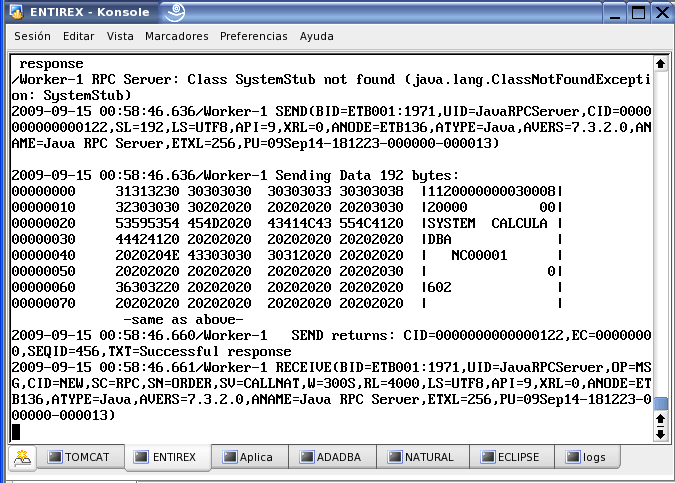 ENTIREX - Konsole
Sesión Editar Vista Marcadores Preferencias Ayuda
response
/Worker-1 RPC Server: Class SystemStub not found (java.lang.ClassNotFoundExcepti
on: SystemStub)
2009-09-15 00:58:46.636/Worker-1 SEND(BID=ETB001:1971,UID=JavaRPCServer,CID=0000
000000000122,SL=192,LS=UTF8,API=9,XRL=0,ANODE=ETB136,ATYPE=Java,AVERS=7.3.2.0,AN
AME=Java RPC Server,ETXL=256,PU=09Sep14-181223-000000-000013)
2009-09-15 00:58:46.636/Worker-1 Sending Data 192 bytes:
00000000     31313230 30303030  30303033 30303038  |1120000000030008|
00000010     32303030 30202020  20202020 20203030  |20000         00|
00000020     53595354 454D2020  43414C43 554C4120  |SYSTEM  CALCULA |
00000030     44424120 20202020  20202020 20202020  |DBA             |
00000040     2020204E 43303030  30312020 20202020  |   NC00001      |
00000050     20202020 20202020  20202020 20202030  |               0|
00000060     36303220 20202020  20202020 20202020  |602             |
00000070     20202020 20202020  20202020 20202020  |                |
-same as above-
2009-09-15 00:58:46.660/Worker-1   SEND returns: CID=0000000000000122,EC=0000000
0,SEQID=456,TXT=Successful response
2009-09-15 00:58:46.661/Worker-1 RECEIVE(BID=ETB001:1971,UID=JavaRPCServer,OP=MS
G,CID=NEW,SC=RPC,SN=ORDER,SV=CALLNAT,W=300S,RL=4000,LS=UTF8,API=9,XRL=0,ANODE=ET
B136,ATYPE=Java,AVERS=7.3.2.0,ANAME=Java RPC Server,ETXL=256,PU=09Sep14-181223-0
00000-000013)
TOMCAT ENTIREX Aplica ADADBA NATURAL ECLIPSE logs